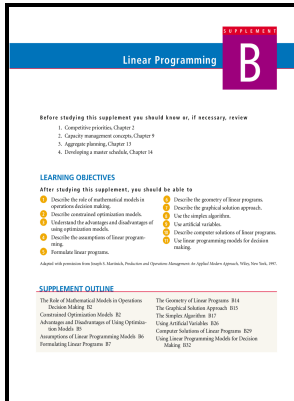 SUPPLEMENT
B
Linear Programming
Before studying this supplement you should know or, if necessary, review
1. Competitive priorities, Chapter 2
2. Capacity management concepts, Chapter 9
3. Aggregate planning, Chapter 13
4. Developing a master schedule, Chapter 14
LEARNING OBJECTIVES
After studying this supplement, you should be able to
1 Describe the role of mathematical models in
operations decision making.
2 Describe constrained optimization models.
3 Understand the advantages and disadvantages of
using optimization models.
4 Describe the assumptions of linear program-
ming.
5 Formulate linear programs.
6 Describe the geometry of linear programs.
7 Describe the graphical solution approach.
8 Use the simplex algorithm.
9 Use artificial variables.
10 Describe computer solutions of linear programs.
11 Use linear programming models for decision
making.
Adapted with permission from Joseph S. Martinich, Production and Operations Management: An Applied Modern Approach, Wiley, New York, 1997.
SUPPLEMENT OUTLINE
The Role of Mathematical Models in Operations
Decision Making B2
Constrained Optimization Models B2
Advantages and Disadvantages of Using Optimiza-
tion Models B5
Assumptions of Linear Programming Models B6
Formulating Linear Programs B7
The Geometry of Linear Programs B14
The Graphical Solution Approach B15
The Simplex Algorithm B17
Using Artificial Variables B26
Computer Solutions of Linear Programs B29
Using Linear Programming Models for Decision
Making B32